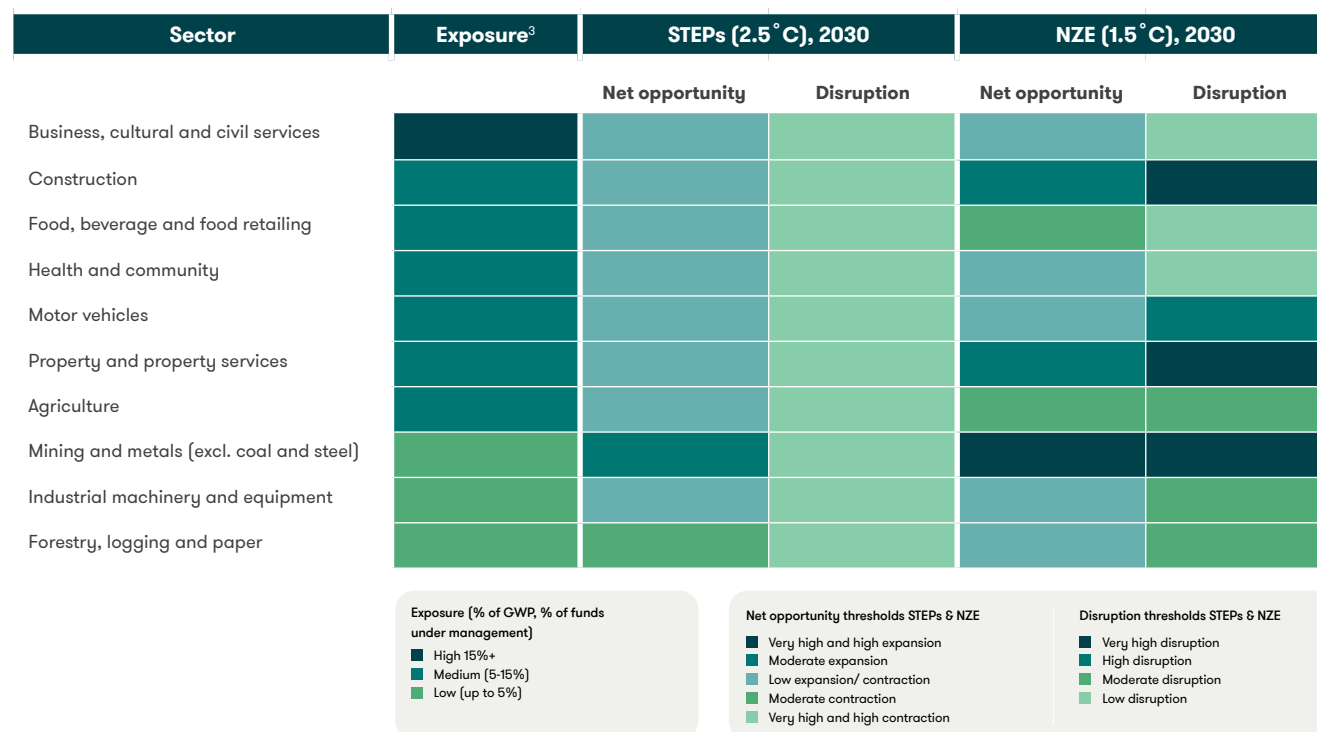 Sector Exposure3 STEPs (2.5˚C), 2030 NZE (1.5˚C), 2030
Net opportunity Disruption Net opportunity Disruption
Business, cultural and civil services
Construction
Food, beverage and food retailing
Health and community
Motor vehicles
Property and property services
Agriculture
Mining and metals (excl. coal and steel)
Industrial machinery and equipment
Forestry, logging and paper
Exposure (% of GWP, % of funds
under management)
High 15%+
Medium (5-15%)
Low (up to 5%)
Net opportunity thresholds STEPs & NZE
Very high and high expansion
Moderate expansion
Low expansion/ contraction
Moderate contraction
Very high and high contraction
Disruption thresholds STEPs & NZE
Very high disruption
High disruption
Moderate disruption
Low disruption